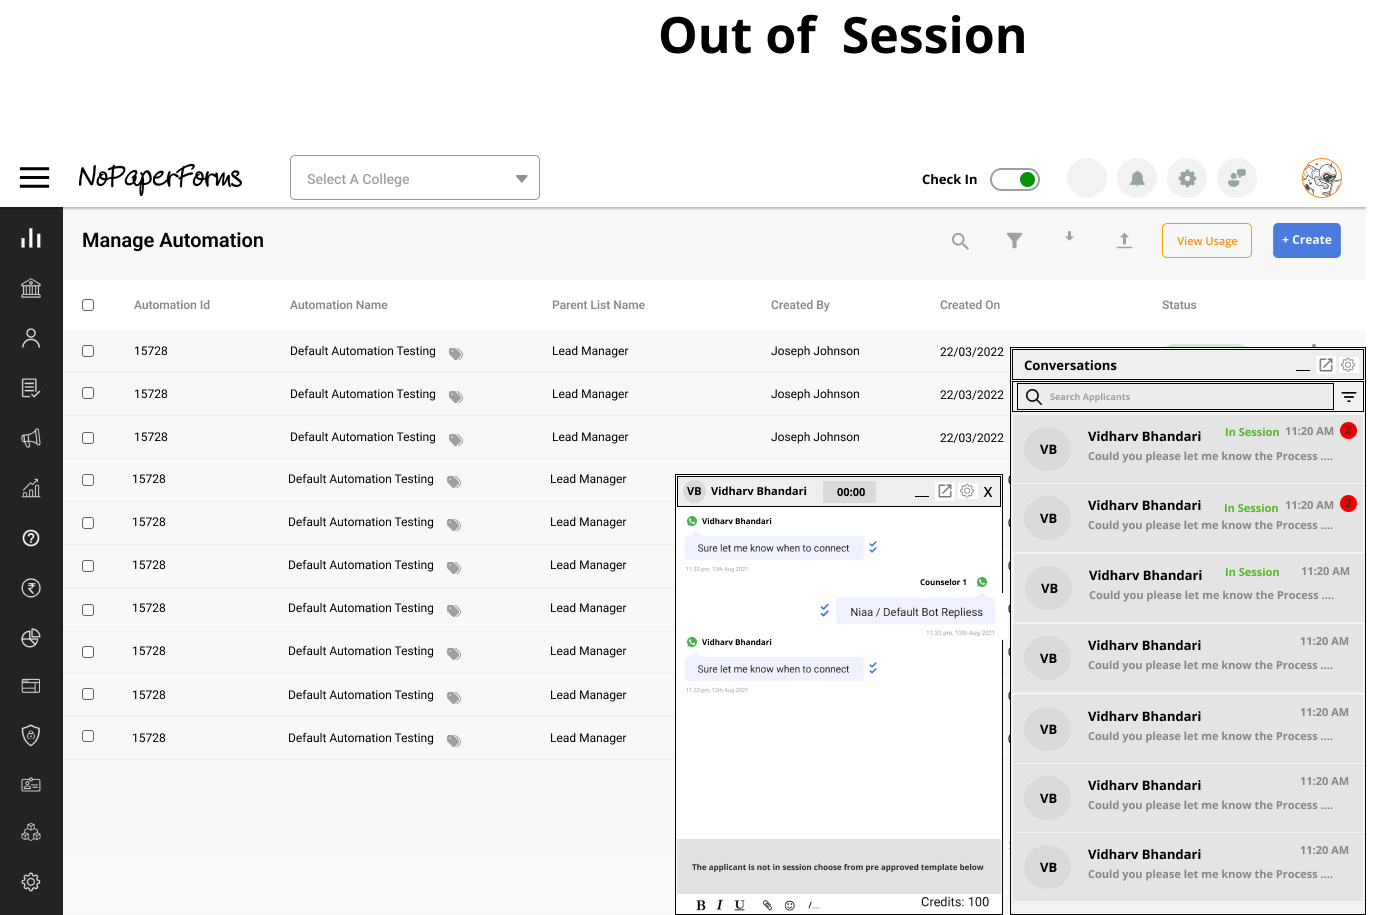 Out of Session
NoPaperForms
Select A College
Check In
Manage Automation
View Usage
+ Create
Automation Id Automation Name Parent List Name Created By Created On Status
15728 Default Automation Testing Lead Manager Joseph Johnson 22/03/2022
15728 Default Automation Testing Lead Manager Joseph Johnson 22/03/2022
15728 Default Automation Testing Lead Manager Joseph Johnson 22/03/2022
15728 Default Automation Testing Lead Manager
15728 Default Automation Testing Lead Manager
15728 Default Automation Testing Lead Manager
15728 Default Automation Testing Lead Manager
15728 Default Automation Testing Lead Manager
15728 Default Automation Testing Lead Manager
15728 Default Automation Testing Lead Manager
VB Vidharv Bhandari 00:00 X
Vidharv Bhandari
Sure let me know when to connect
11:33 pm, 13th Aug 2021
Counselor 1
Niaa / Default Bot Repliess
11:33 pm, 13th Aug 2021
Vidharv Bhandari
Sure let me know when to connect
11:33 pm, 13th Aug 2021
The applicant is not in session choose from pre approved template below
B I U /... Credits: 100
Conversations
Search Applicants
VB Vidharv Bhandari In Session 11:20 AM 2
Could you please let me know the Process ....
VB Vidharv Bhandari In Session 11:20 AM 2
Could you please let me know the Process ....
VB Vidharv Bhandari In Session 11:20 AM
Could you please let me know the Process ....
VB Vidharv Bhandari 11:20 AM
Could you please let me know the Process ....
VB Vidharv Bhandari 11:20 AM
Could you please let me know the Process ....
VB Vidharv Bhandari 11:20 AM
Could you please let me know the Process ....
VB Vidharv Bhandari 11:20 AM
Could you please let me know the Process ....